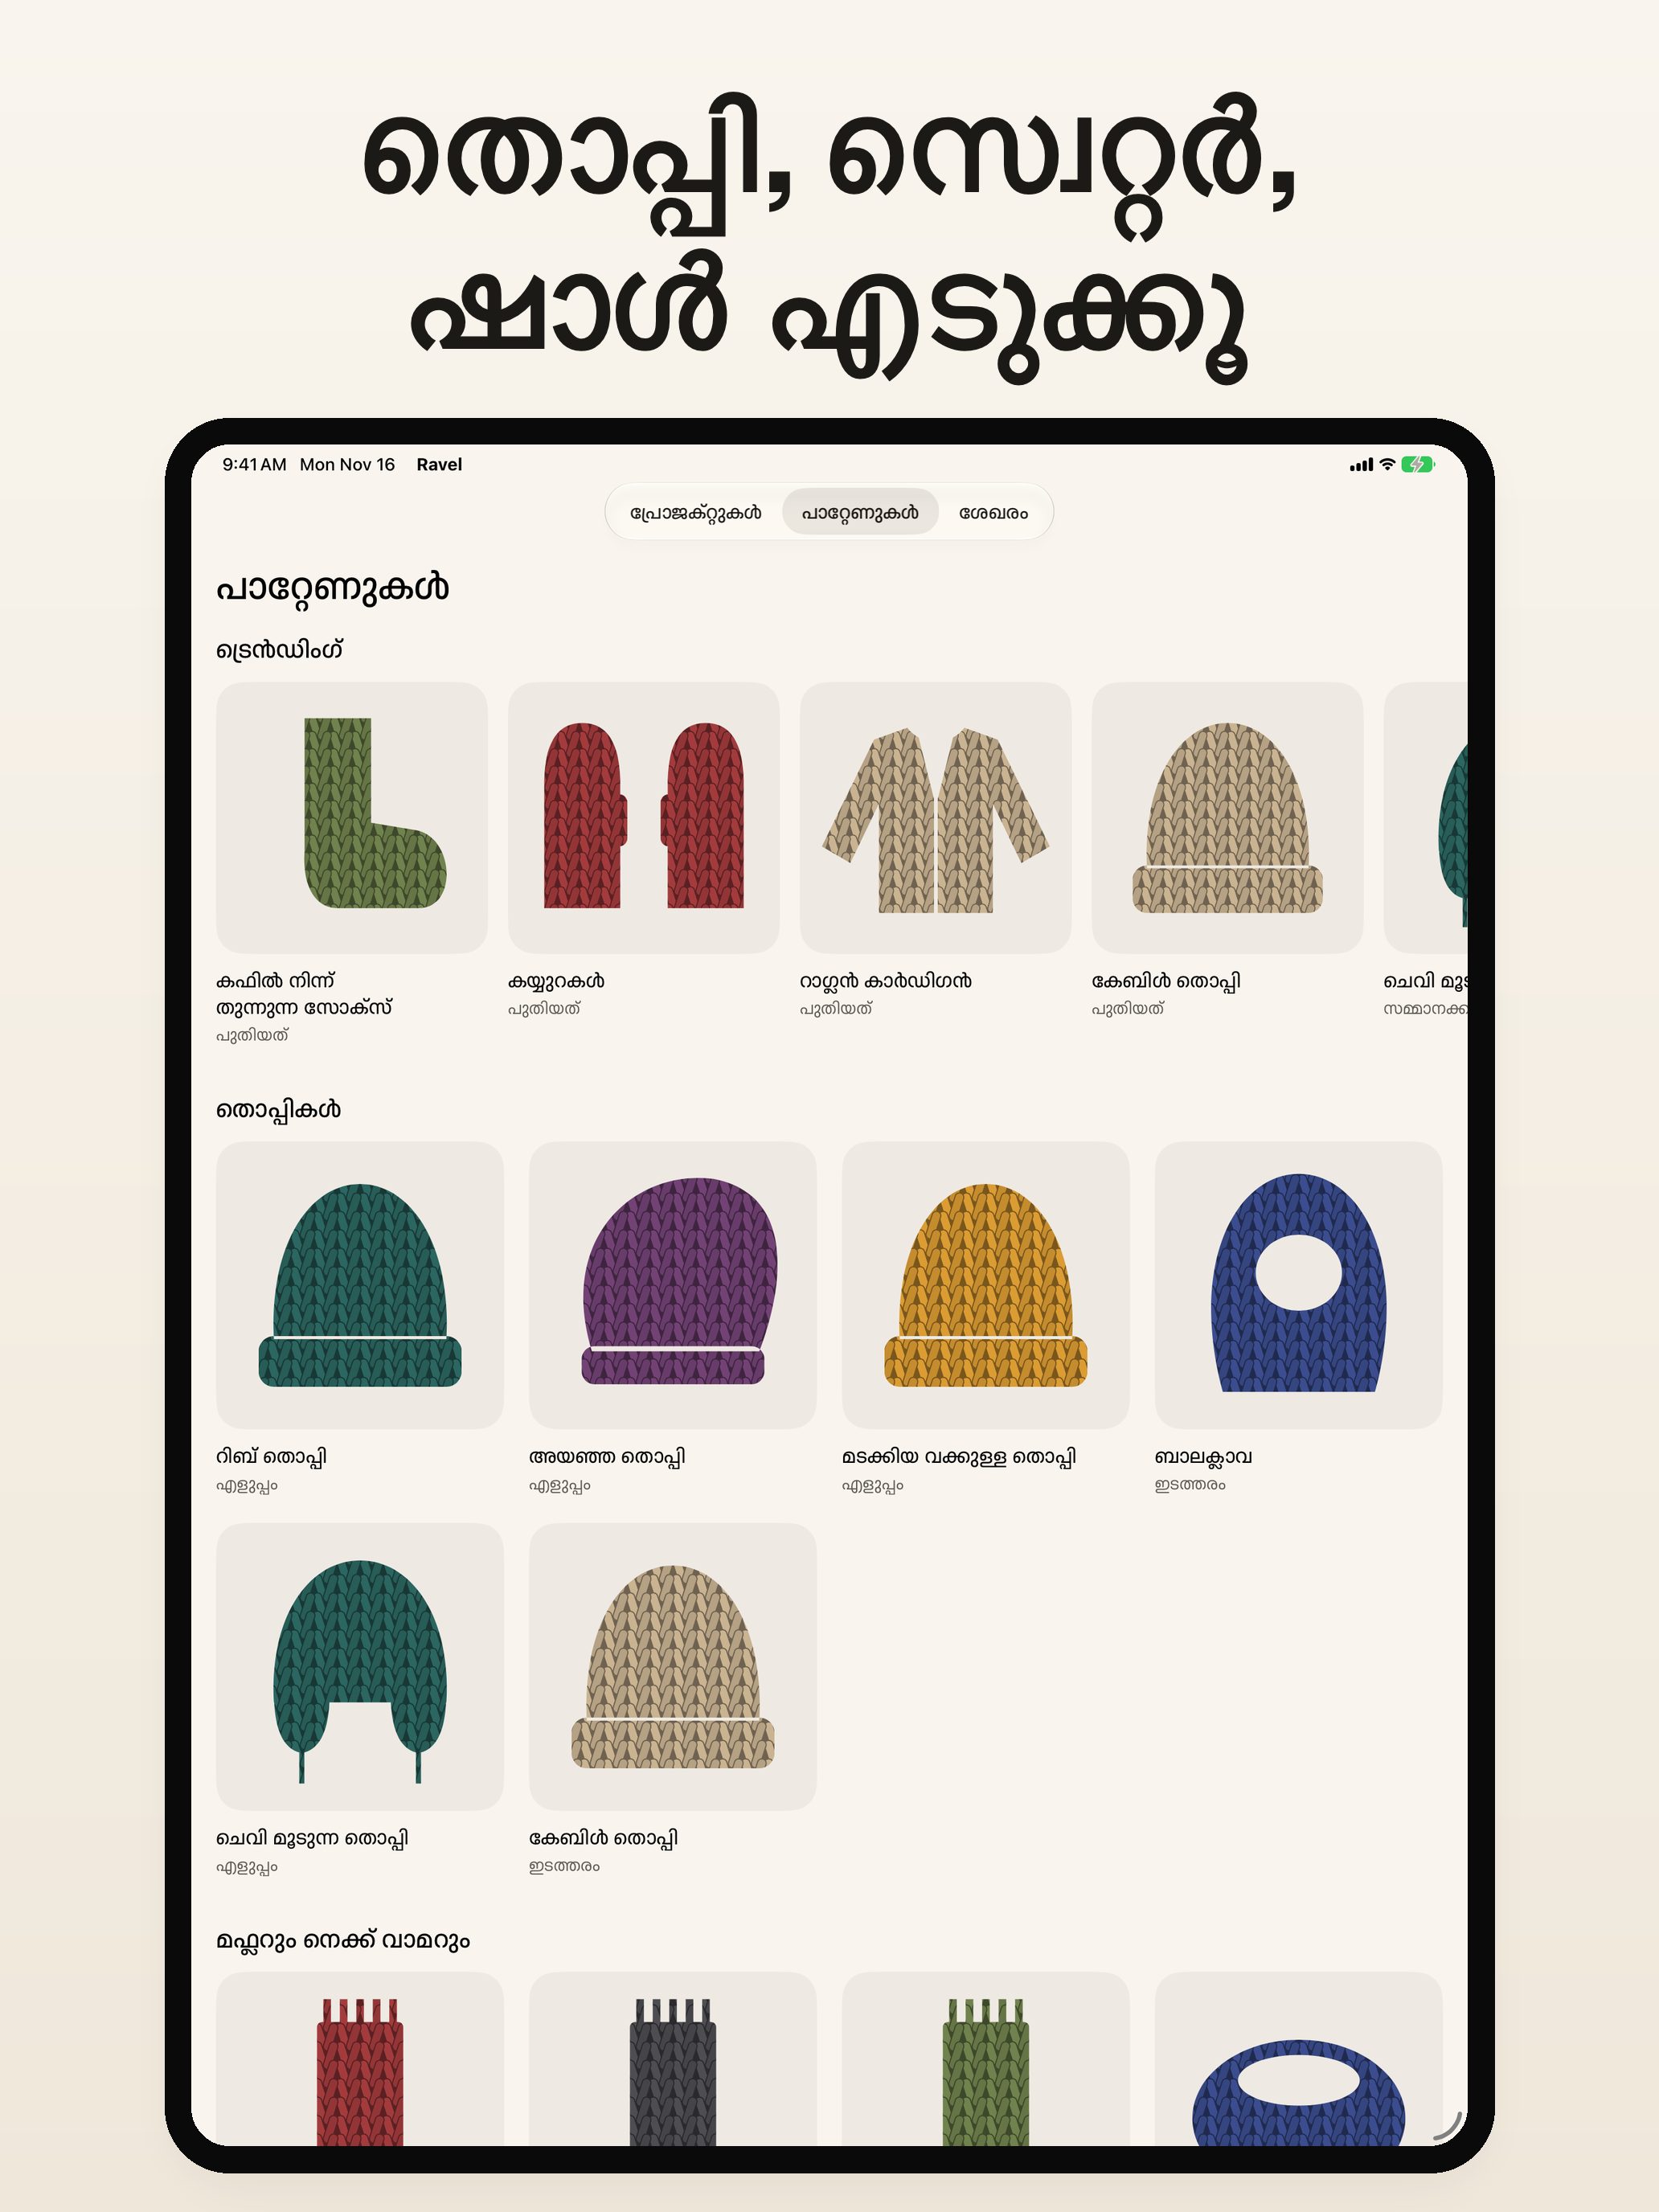 തൊപ്പി, സ്വെറ്റർ,
ഷാൾ എടുക്കൂ
9:41 AM Mon Nov 16 Ravel
പ്രോജക്റ്റുകൾ പാറ്റേണുകൾ ശേഖരം
പാറ്റേണുകൾ
ട്രെൻഡിംഗ്
കഫിൽ നിന്ന്
തുന്നുന്ന സോക്സ്
പുതിയത്
കയ്യുറകൾ
പുതിയത്
റാഗ്ലൻ കാർഡിഗൻ
പുതിയത്
കേബിൾ തൊപ്പി
പുതിയത്
ചെവി
തൊപ്പികൾ
റിബ് തൊപ്പി
എളുപ്പം
അയഞ്ഞ തൊപ്പി
എളുപ്പം
മടക്കിയ വക്കുള്ള തൊപ്പി
എളുപ്പം
ബാലക്ലാവ
ഇടത്തരം
ചെവി മൂടുന്ന തൊപ്പി
എളുപ്പം
കേബിൾ തൊപ്പി
ഇടത്തരം
മഫ്ലറും നെക്ക് വാമറും